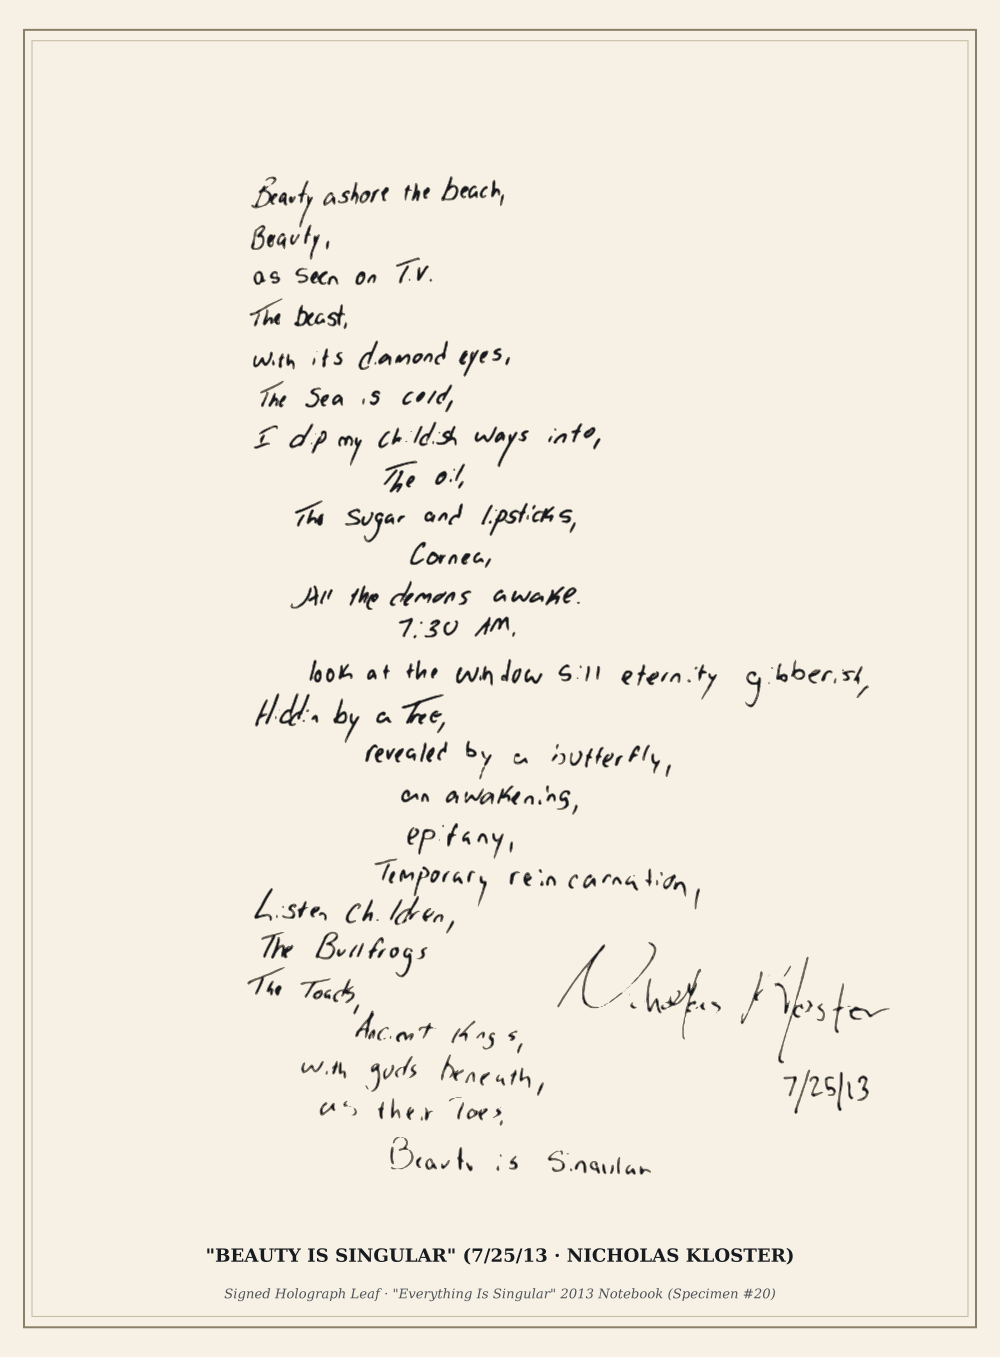 Beauty ashore the beach,
Beauty,
as seen on T.V.
The beast,
with its diamond eyes,
The Sea is cold,
I dip my childish ways into,
The oil,
The Sugar and lipsticks,
Cornea,
All the demons awake.
7:30 AM.
look at the window sill eternity gibberish,
Hiddin by a Tree,
revealed by a butterfly,
an awakening,
epifany,
Temporary reincarnation,
Listen Children,
The Bullfrogs
The Toads,
Ancient Kings,
with guds beneath,
as their Toes,
Beauty is Singular
Nicholas Kloster
7/25/13
"BEAUTY IS SINGULAR" (7/25/13 · NICHOLAS KLOSTER)
Signed Holograph Leaf · "Everything Is Singular" 2013 Notebook (Specimen #20)